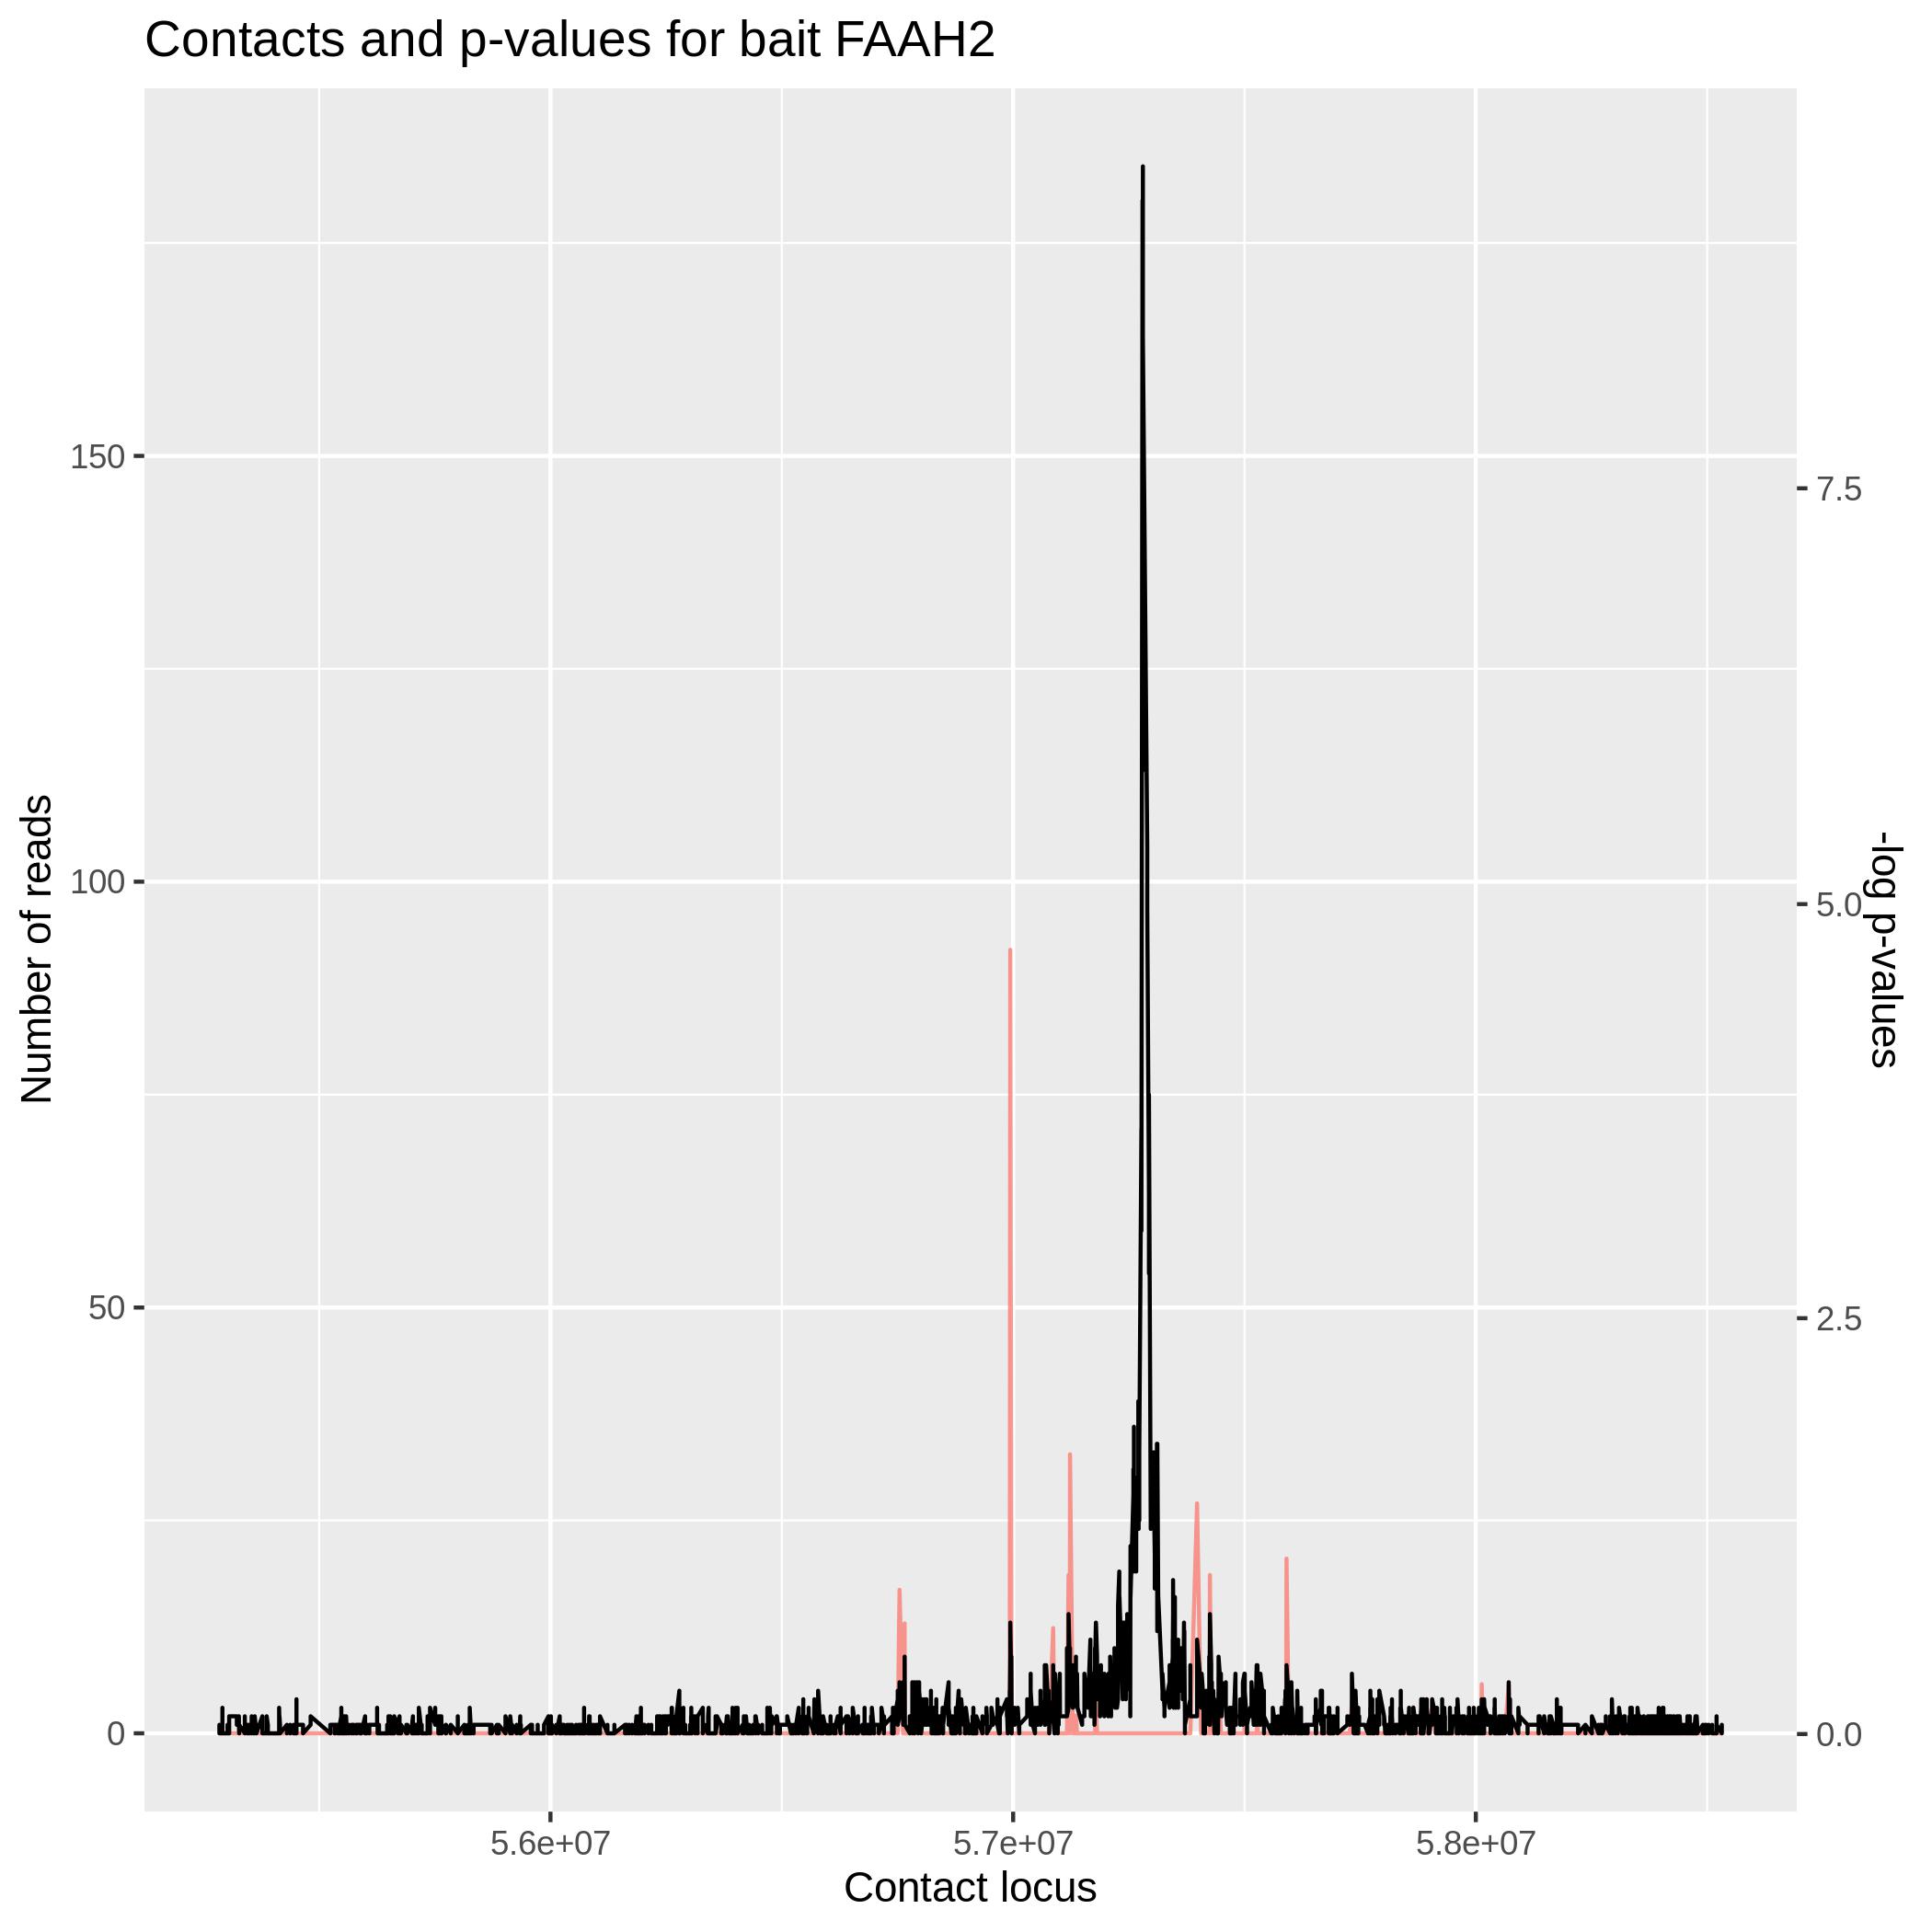 Contacts and p-values for bait FAAH2
Number of reads
150
100
50
0
7.5
5.0
2.5
0.0
-log p-values
5.6e+07
5.7e+07
5.8e+07
Contact locus